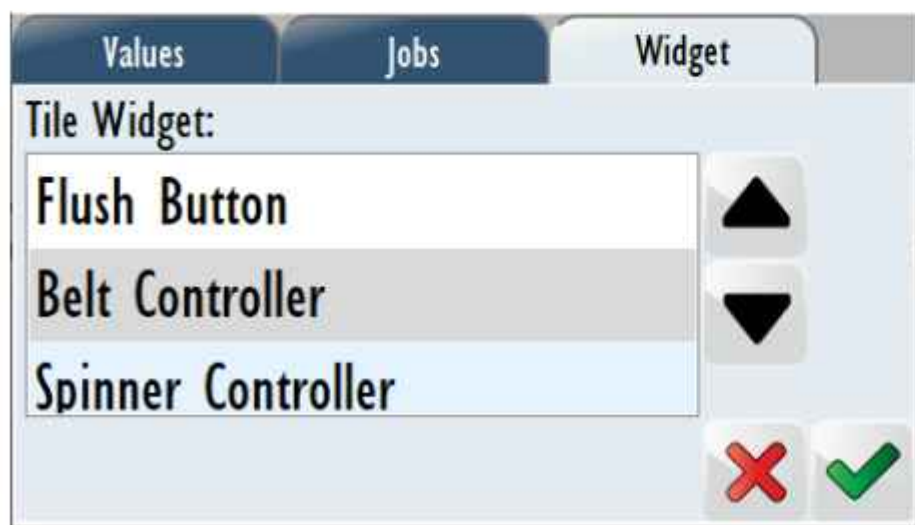 Values Jobs Widget
Tile Widget:
Flush Button
Belt Controller
Spinner Controller